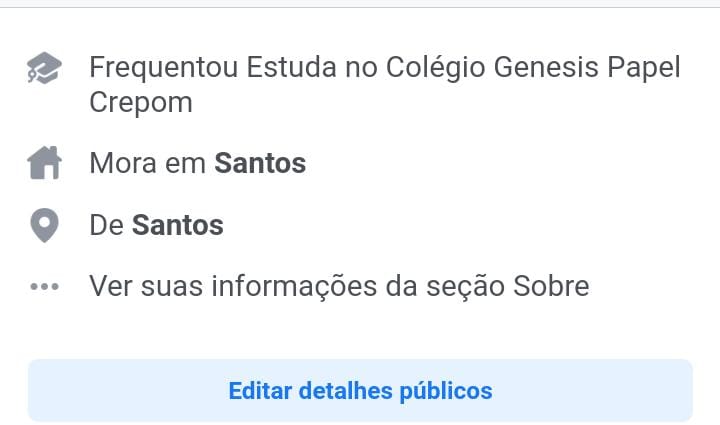 Frequentou Estuda no Colégio Genesis Papel
Crepom
Mora em Santos
De Santos
Ver suas informações da seção Sobre
Editar detalhes públicos